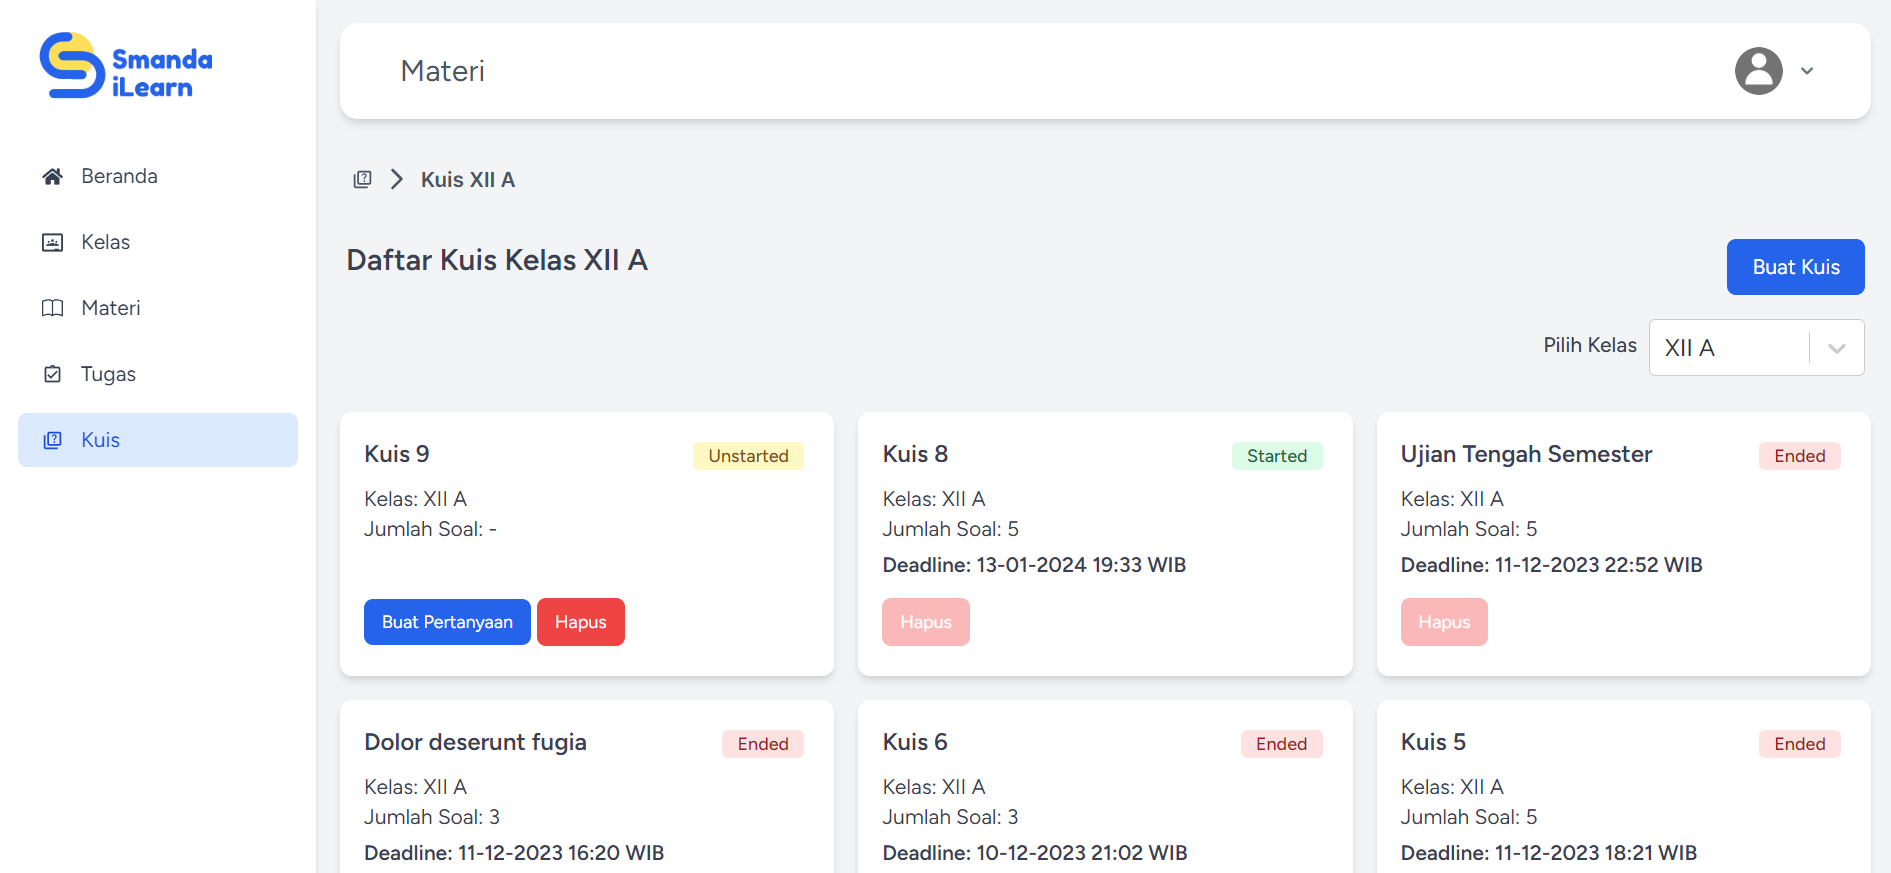 Smanda
iLearn
Beranda
Kelas
Materi
Tugas
Kuis
Materi
Kuis XII A
Daftar Kuis Kelas XII A
Buat Kuis
Pilih Kelas
XII A
Kuis 9
Unstarted
Kelas: XII A
Jumlah Soal: -
Buat Pertanyaan
Hapus
Kuis 8
Started
Kelas: XII A
Jumlah Soal: 5
Deadline: 13-01-2024 19:33 WIB
Hapus
Ujian Tengah Semester
Ended
Kelas: XII A
Jumlah Soal: 5
Deadline: 11-12-2023 22:52 WIB
Hapus
Dolor deserunt fugia
Ended
Kelas: XII A
Jumlah Soal: 3
Deadline: 11-12-2023 16:20 WIB
Kuis 6
Ended
Kelas: XII A
Jumlah Soal: 3
Deadline: 10-12-2023 21:02 WIB
Kuis 5
Ended
Kelas: XII A
Jumlah Soal: 5
Deadline: 11-12-2023 18:21 WIB